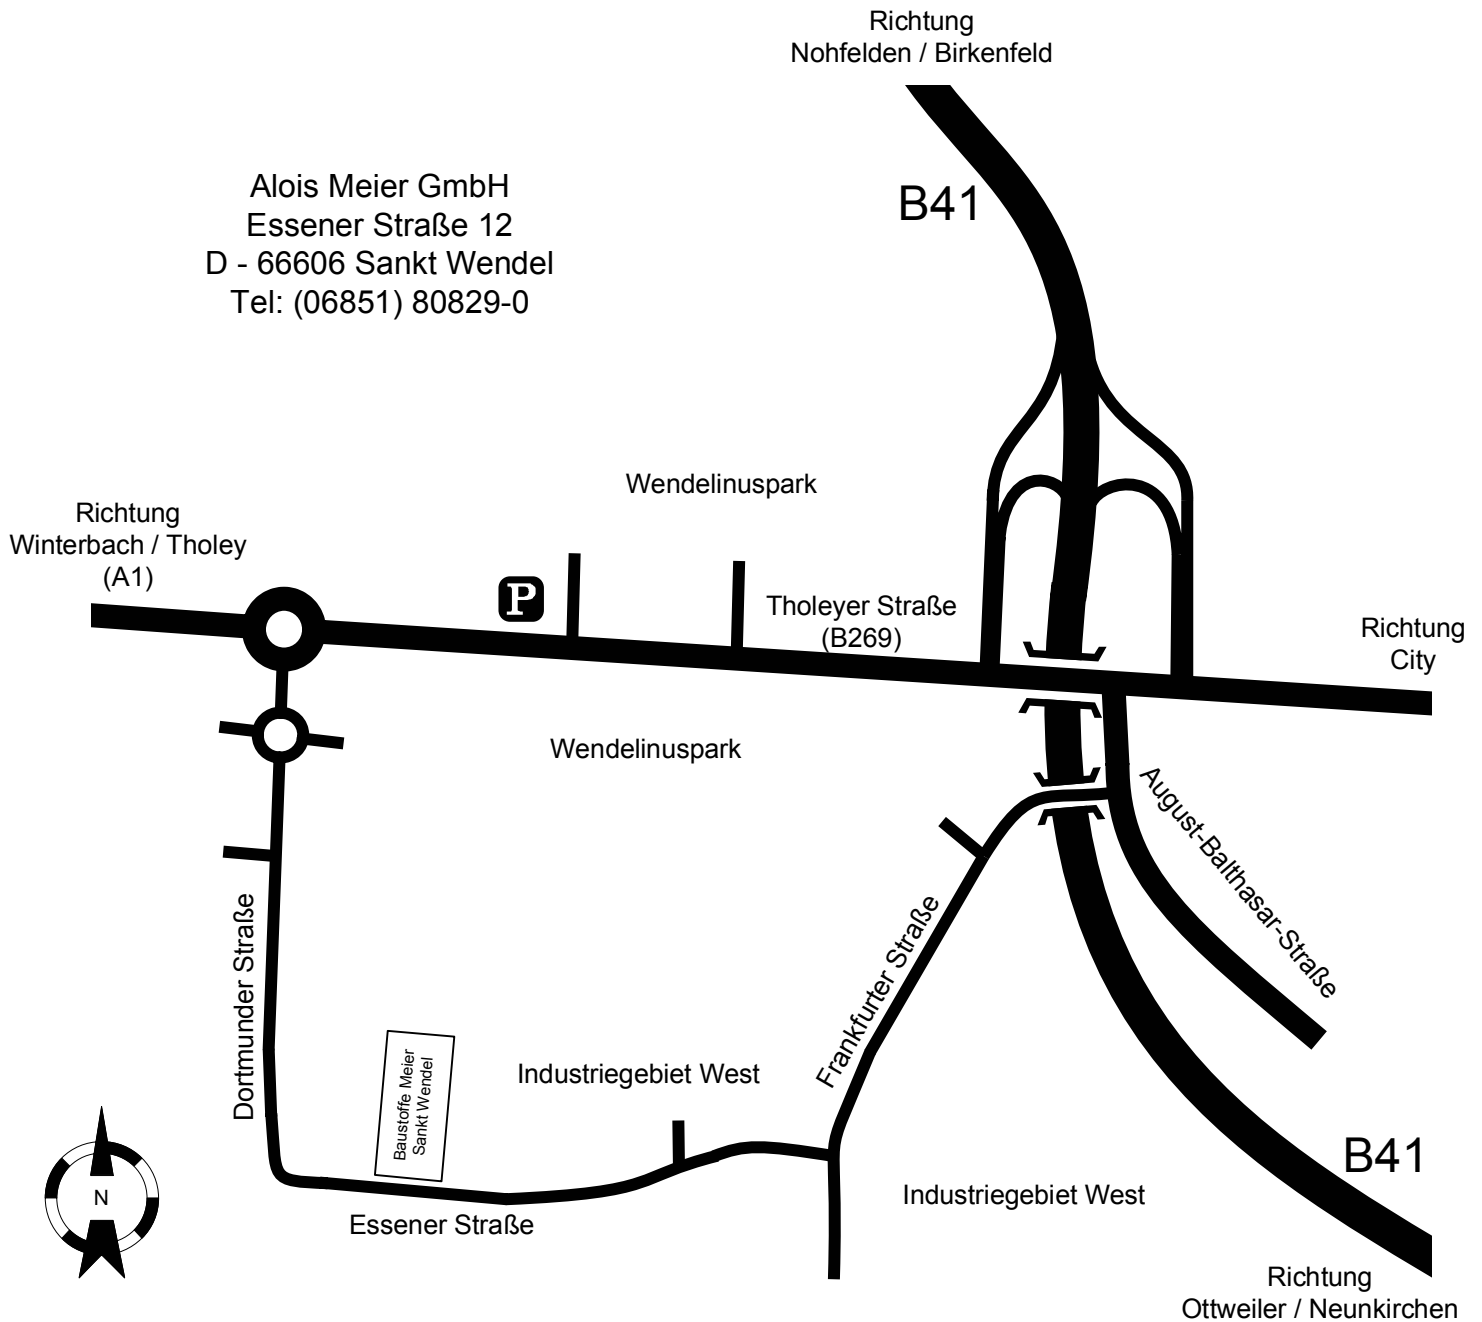 Richtung
Nohfelden / Birkenfeld
B41
Alois Meier GmbH
Essener Straße 12
D - 66606 Sankt Wendel
Tel: (06851) 80829-0
Wendelinuspark
Richtung
Winterbach / Tholey
(A1)
P
Tholeyer Straße
(B269)
Richtung
City
Wendelinuspark
August-Balthasar-Straße
Dortmunder Straße
Frankfurter Straße
Baustoffe Meier
Sankt Wendel
Industriegebiet West
B41
N
Industriegebiet West
Essener Straße
Richtung
Ottweiler / Neunkirchen